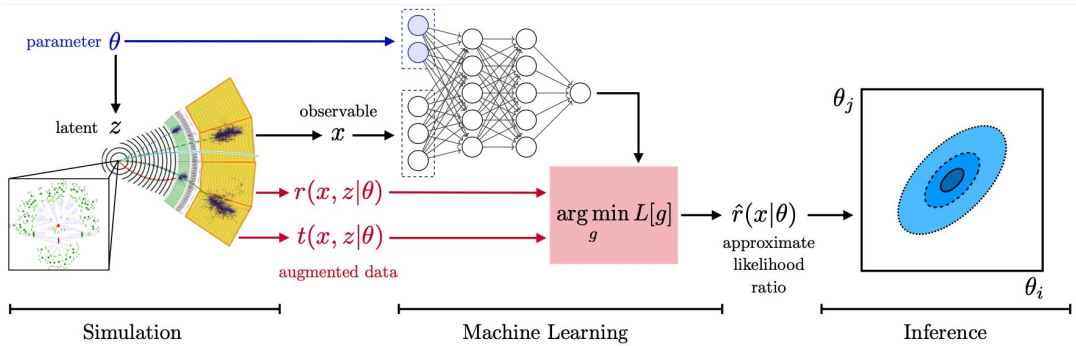 parameter θ
latent z
observable
x
r(x, z|θ)
t(x, z|θ)
augmented data
arg min L[g]
g
r̂(x|θ)
approximate
likelihood
ratio
θj
θi
Simulation
Machine Learning
Inference